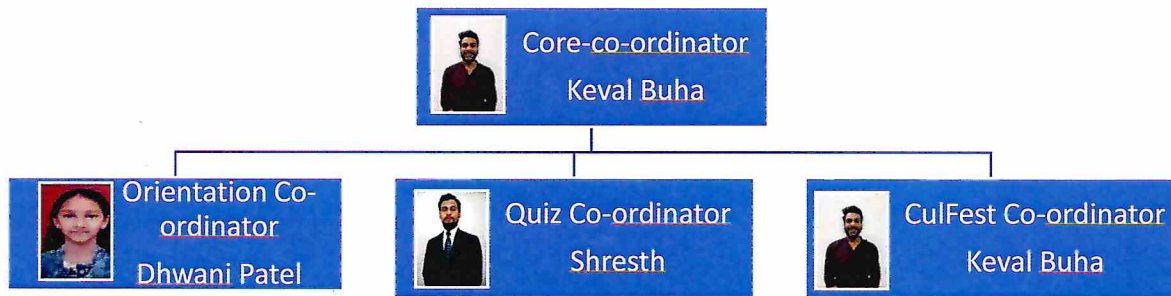 Core-co-ordinator
Keval Buha
Orientation Co-
ordinator
Dhwani Patel
Quiz Co-ordinator
Shresth
CulFest Co-ordinator
Keval Buha